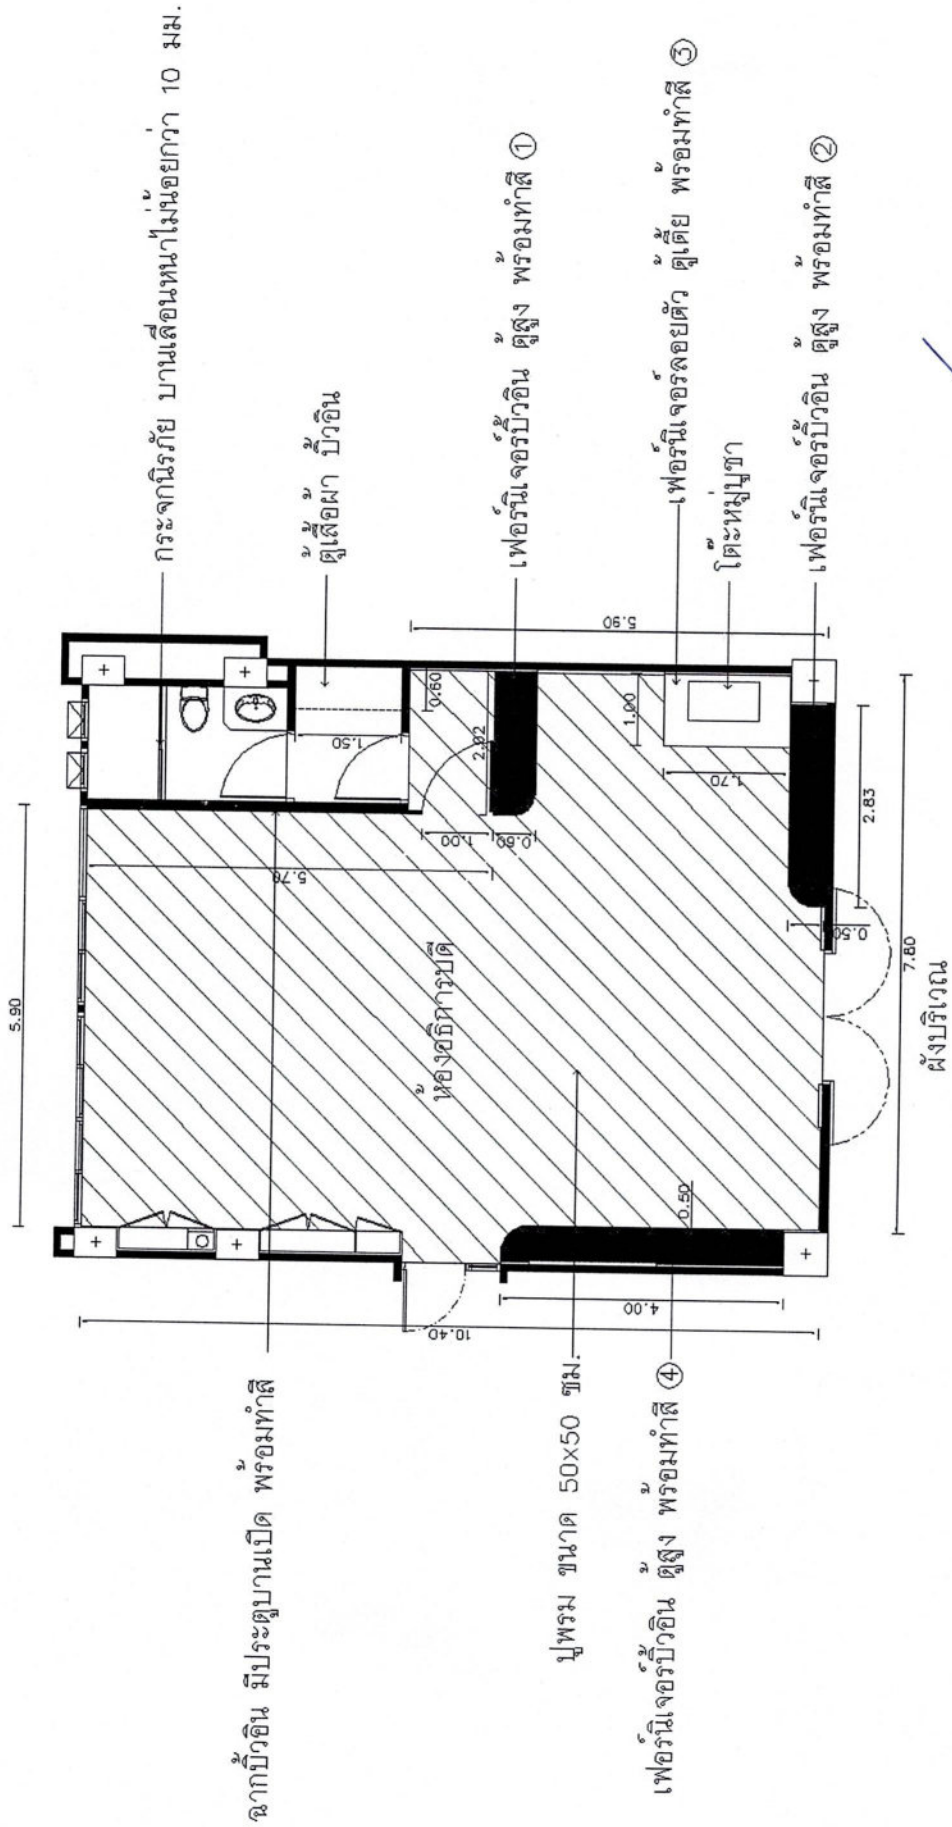 กระจกนิรภัย บานเลื่อนหนาไม่น้อยกว่า 10 มม.
ตู้เสื้อผ้า บิ้วอิน
เฟอร์นิเจอร์บิ้วอิน ตู้สูง พร้อมทำสี ①
เฟอร์นิเจอร์ลอยตัว ตู้เตี้ย พร้อมทำสี ③
โต๊ะหมู่บูชา
เฟอร์นิเจอร์บิ้วอิน ตู้สูง พร้อมทำสี ②
5.90
0.60
1.50
2.02
1.00
1.70
5.90
1.00
0.60
5.70
2.83
0.50
7.80
ห้องอธิการบดี
0.50
4.00
10.40
ฉากบิ้วอิน มีประตูบานเปิด พร้อมทำสี
ปูพรม ขนาด 50x50 ซม.
เฟอร์นิเจอร์บิ้วอิน ตู้สูง พร้อมทำสี ④
ผังบริเวณ